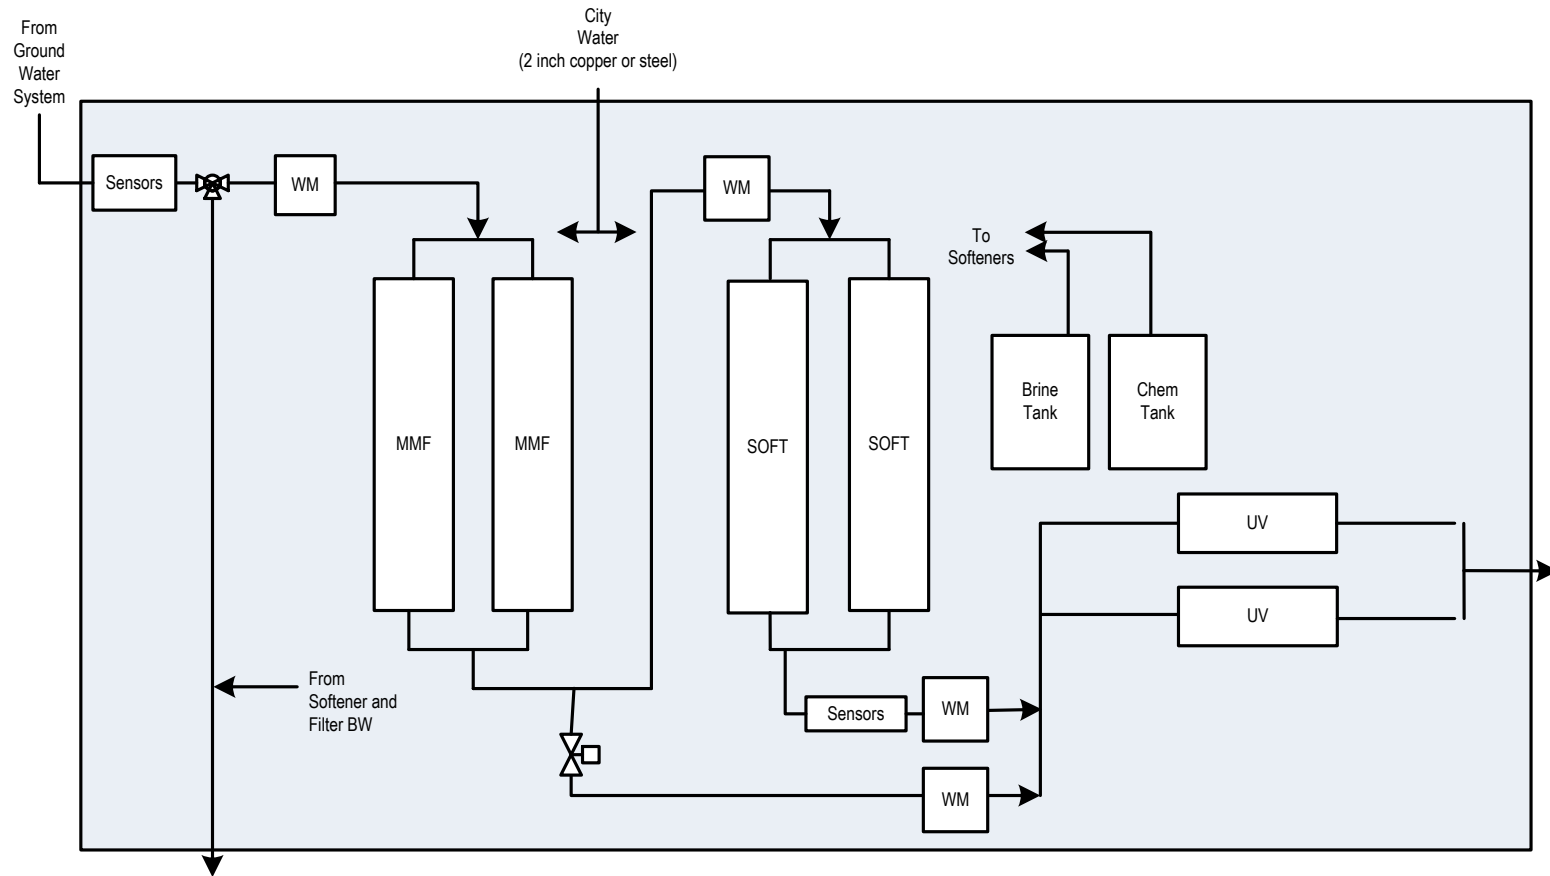 From
Ground
Water
System
City
Water
(2 inch copper or steel)
Sensors
WM
WM
To
Softeners
MMF
MMF
SOFT
SOFT
Brine
Tank
Chem
Tank
UV
UV
From
Softener and
Filter BW
Sensors
WM
WM